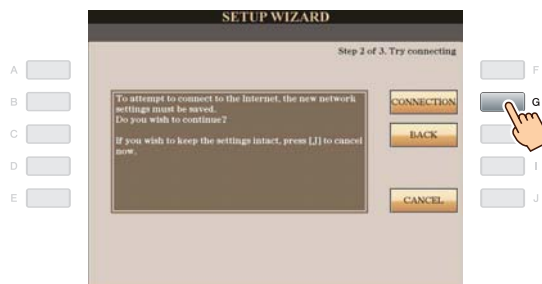 SETUP WIZARD
Step 2 of 3. Try connecting
A
F
To attempt to connect to the Internet, the new network
settings must be saved.
Do you wish to continue?
If you wish to keep the settings intact, press [J] to cancel
now.
CONNECTION
BACK
CANCEL
B
G
C
D
I
E
J